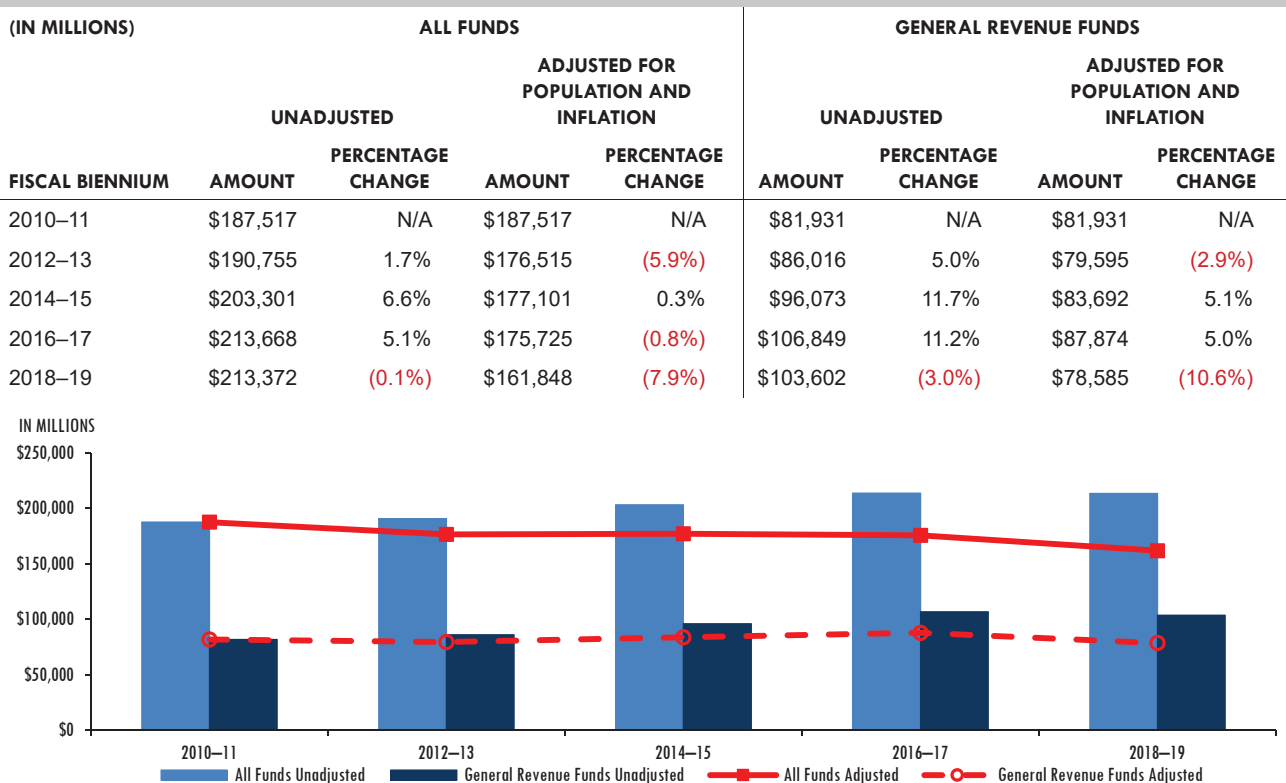 (IN MILLIONS) ALL FUNDS GENERAL REVENUE FUNDS
ADJUSTED FOR ADJUSTED FOR
POPULATION AND POPULATION AND
UNADJUSTED INFLATION UNADJUSTED INFLATION
PERCENTAGE PERCENTAGE PERCENTAGE PERCENTAGE
FISCAL BIENNIUM AMOUNT CHANGE AMOUNT CHANGE AMOUNT CHANGE AMOUNT CHANGE
2010–11 $187,517 N/A $187,517 N/A $81,931 N/A $81,931 N/A
2012–13 $190,755 1.7% $176,515 (5.9%) $86,016 5.0% $79,595 (2.9%)
2014–15 $203,301 6.6% $177,101 0.3% $96,073 11.7% $83,692 5.1%
2016–17 $213,668 5.1% $175,725 (0.8%) $106,849 11.2% $87,874 5.0%
2018–19 $213,372 (0.1%) $161,848 (7.9%) $103,602 (3.0%) $78,585 (10.6%)
IN MILLIONS
$250,000
$200,000
$150,000
$100,000
$50,000
$0
2010–11 2012–13 2014–15 2016–17 2018–19
All Funds Unadjusted General Revenue Funds Unadjusted All Funds Adjusted General Revenue Funds Adjusted